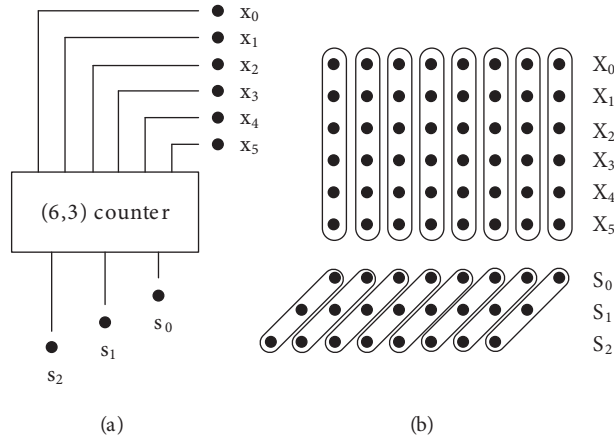 x₀
x₁
x₂
x₃
x₄
x₅
(6,3) counter
s₀
s₁
s₂
(a)
X₀
X₁
X₂
X₃
X₄
X₅
S₀
S₁
S₂
(b)